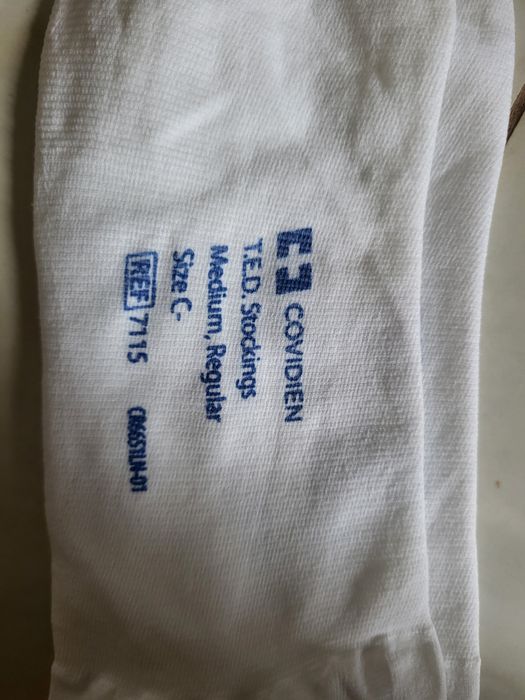 COVIDIEN
T.E.D. Stockings
Medium, Regular
Size C-
REF 7115